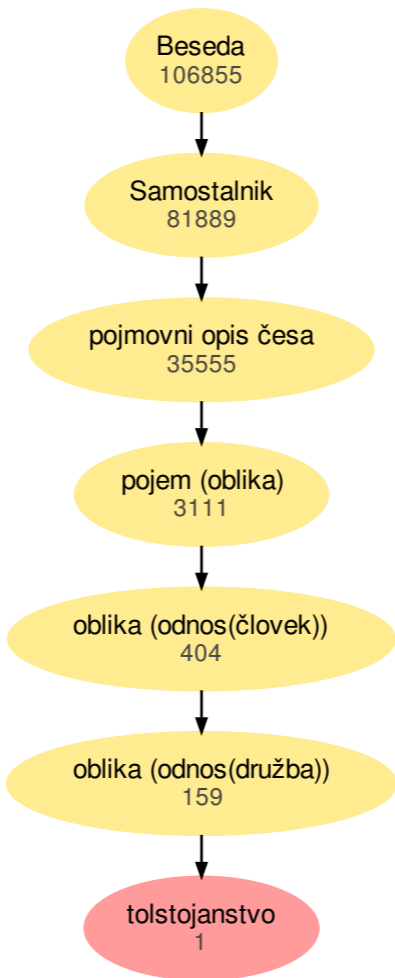 Beseda
106855
Samostalnik
81889
pojmovni opis česa
35555
pojem (oblika)
3111
oblika (odnos(človek))
404
oblika (odnos(družba))
159
tolstojanstvo
1